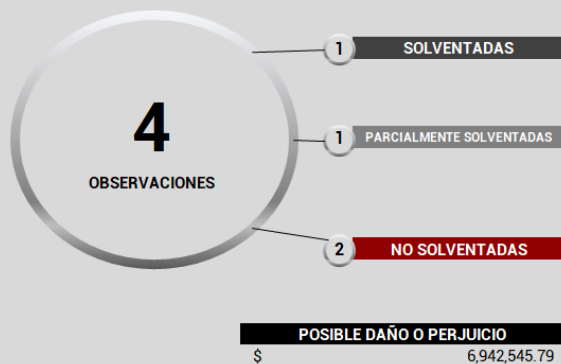 4
OBSERVACIONES
1 SOLVENTADAS
1 PARCIALMENTE SOLVENTADAS
2 NO SOLVENTADAS
POSIBLE DAÑO O PERJUICIO
$ 6,942,545.79